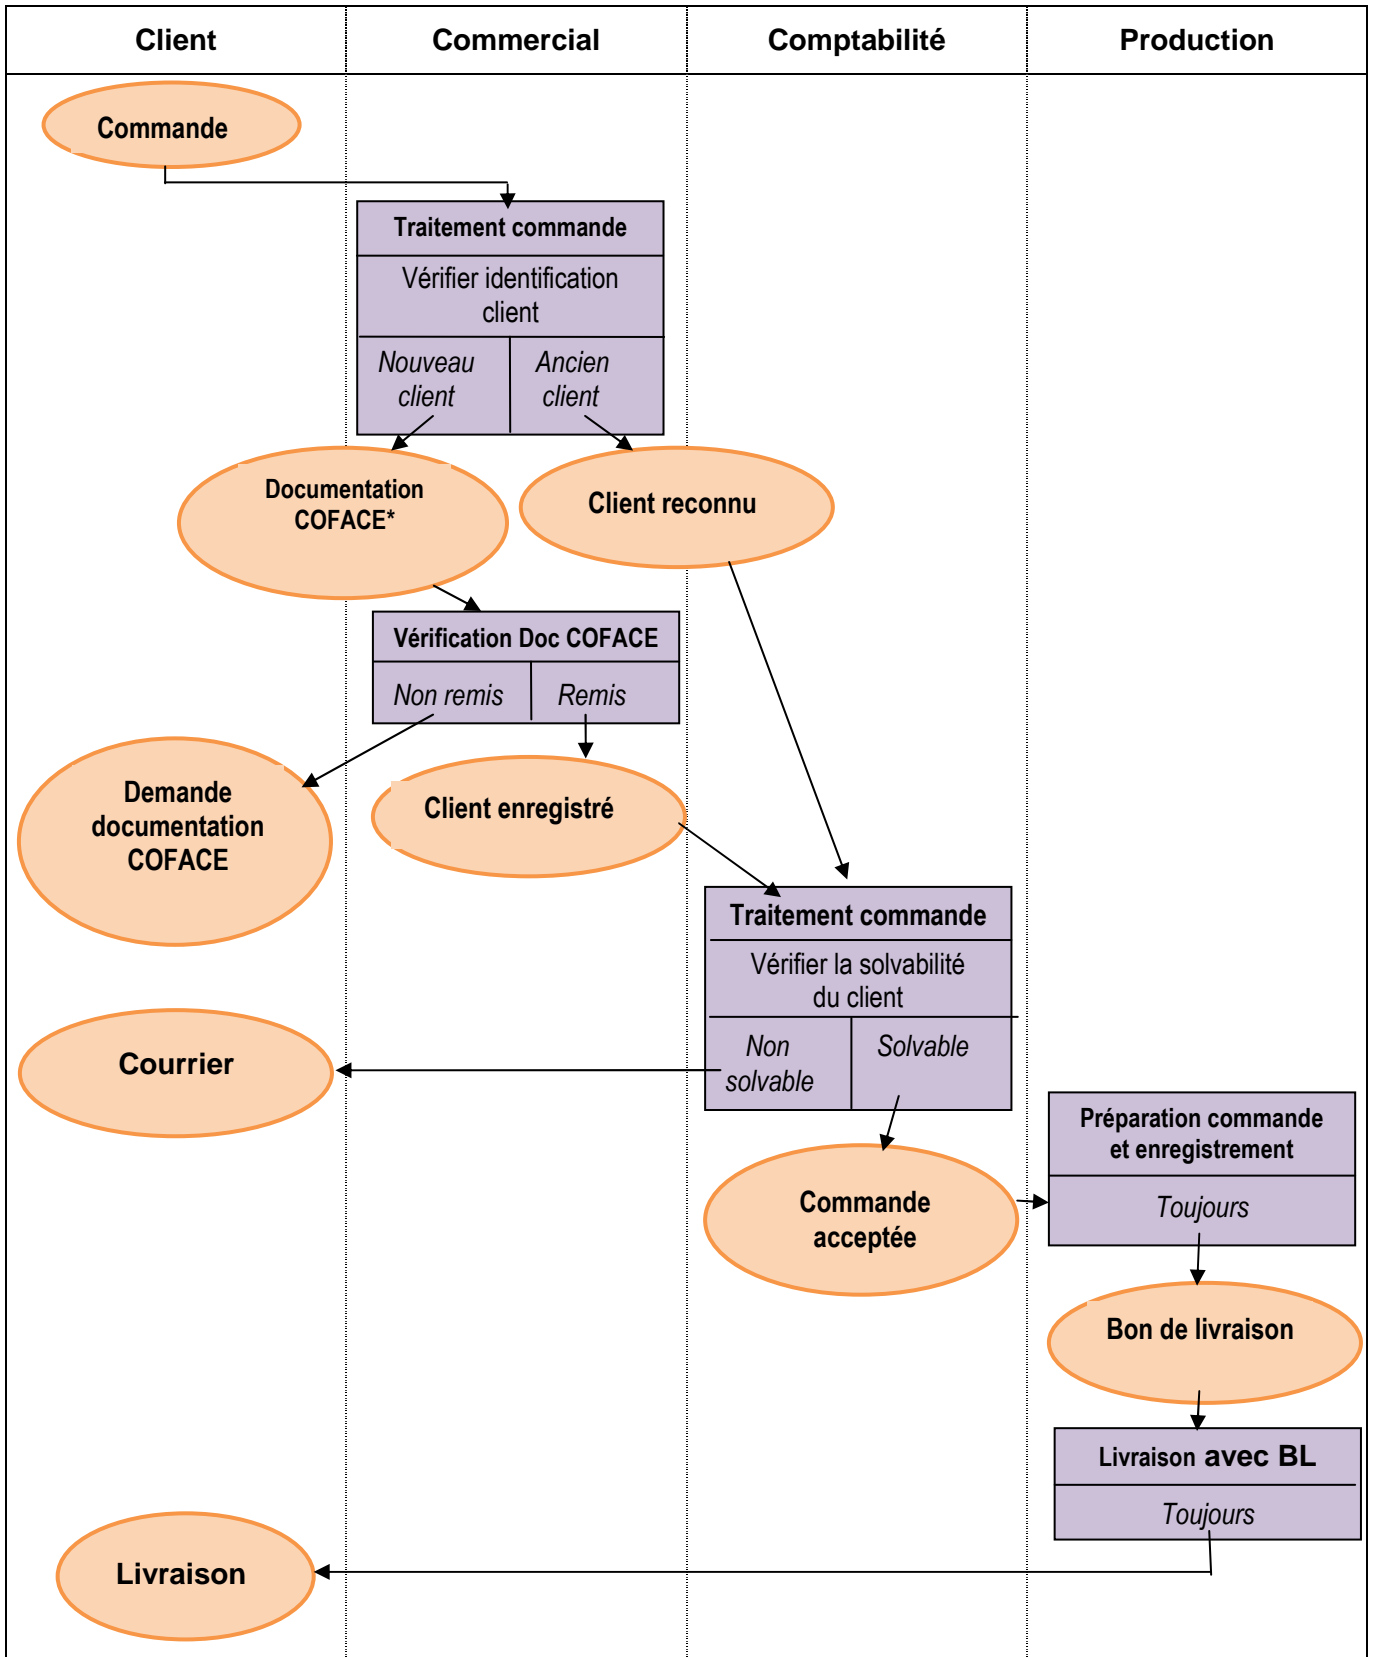 Client
Commercial
Comptabilité
Production
Commande
Traitement commande
Vérifier identification
client
Nouveau
client
Ancien
client
Documentation
COFACE*
Client reconnu
Vérification Doc COFACE
Non remis
Remis
Demande
documentation
COFACE
Client enregistré
Traitement commande
Vérifier la solvabilité
du client
Non
solvable
Solvable
Courrier
Préparation commande
et enregistrement
Toujours
Commande
acceptée
Bon de livraison
Livraison avec BL
Toujours
Livraison